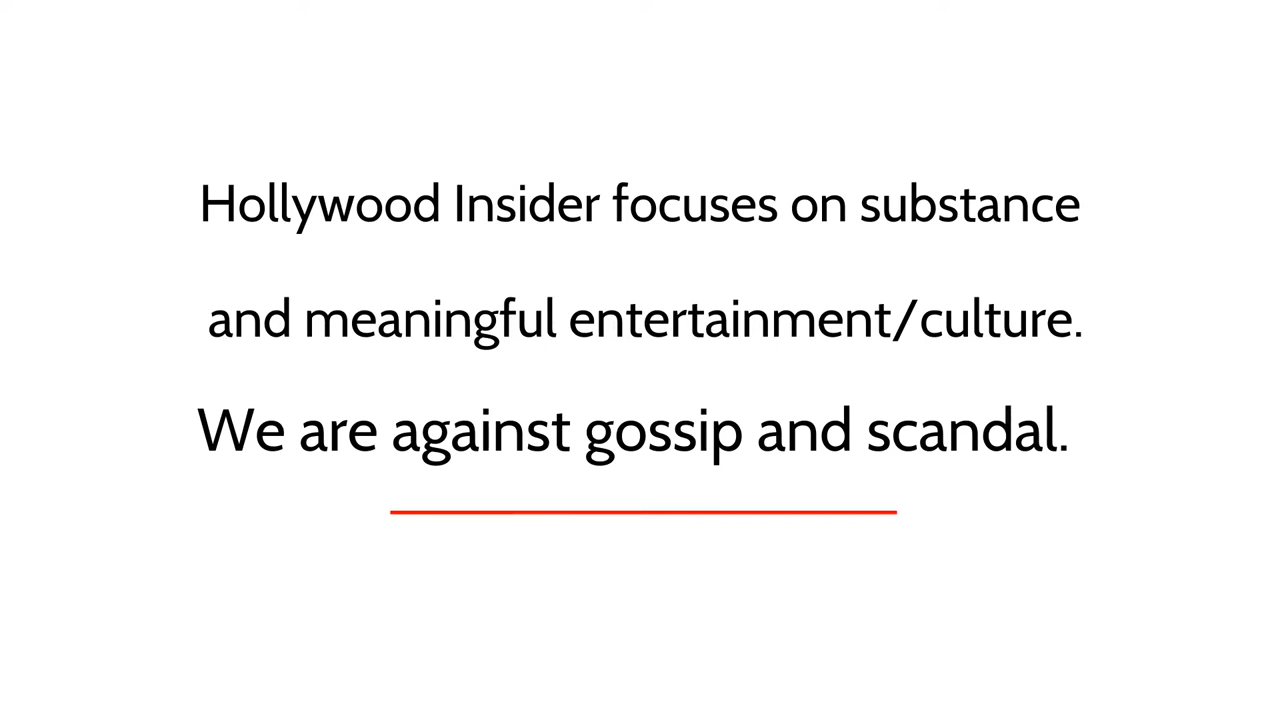 Hollywood Insider focuses on substance
and meaningful entertainment/culture.
We are against gossip and scandal.